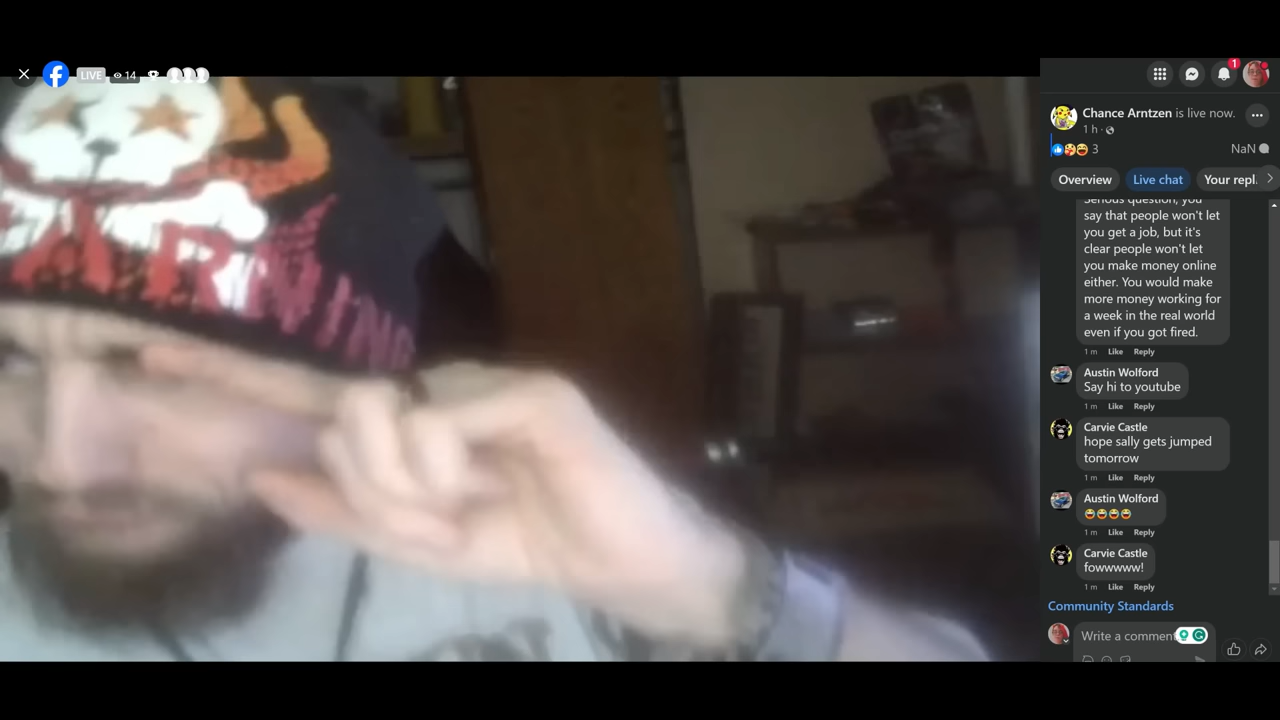 LIVE
14
1
Chance Arntzen is live now.
1 h
3
NaN
Overview
Live chat
Your repl.
Serious question, you
say that people won't let
you get a job, but it's
clear people won't let
you make money online
either. You would make
more money working for
a week in the real world
even if you got fired.
1 m Like Reply
Austin Wolford
Say hi to youtube
1 m Like Reply
Carvie Castle
hope sally gets jumped
tomorrow
1 m Like Reply
Austin Wolford
1 m Like Reply
Carvie Castle
fowwwww!
1 m Like Reply
Community Standards
Write a comment